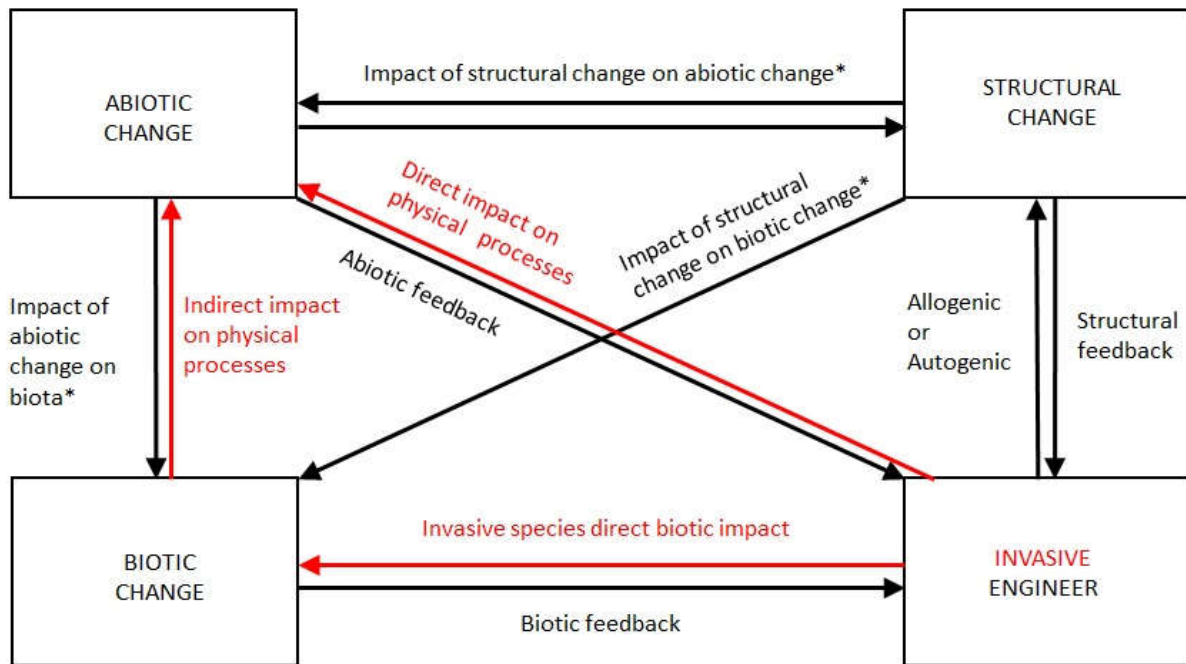 Impact of structural change on abiotic change*
ABIOTIC
CHANGE
STRUCTURAL
CHANGE
Direct impact on
physical processes
Abiotic feedback
Impact of structural
change on biotic change*
Impact of
abiotic
change on
biota*
Indirect impact
on physical
processes
Allogenic
or
Autogenic
Structural
feedback
Invasive species direct biotic impact
BIOTIC
CHANGE
INVASIVE
ENGINEER
Biotic feedback